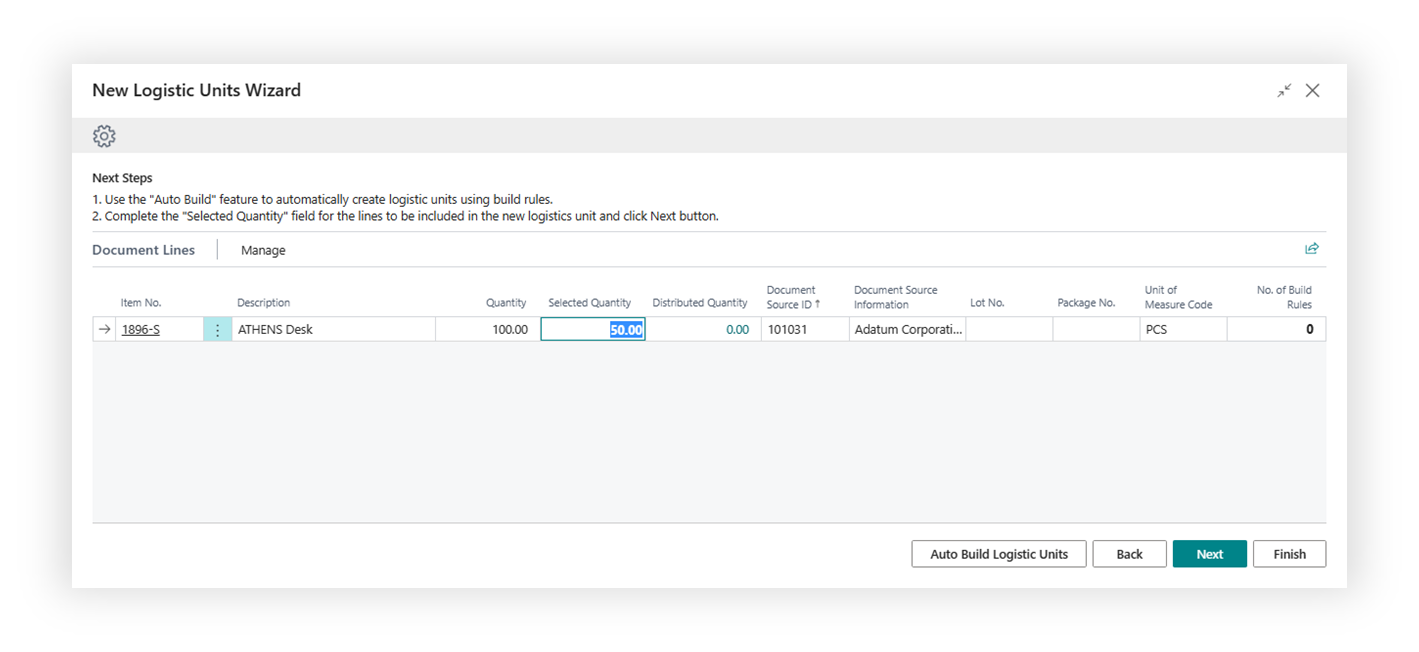 New Logistic Units Wizard
Next Steps
1. Use the "Auto Build" feature to automatically create logistic units using build rules.
2. Complete the "Selected Quantity" field for the lines to be included in the new logistics unit and click Next button.
Document Lines Manage
Item No. Description Quantity Selected Quantity Distributed Quantity Document Source ID ↑ Document Source Information Lot No. Package No. Unit of Measure Code No. of Build Rules
1896-S ATHENS Desk 100.00 50.00 0.00 101031 Adatum Corporati... PCS 0
Auto Build Logistic Units Back Next Finish